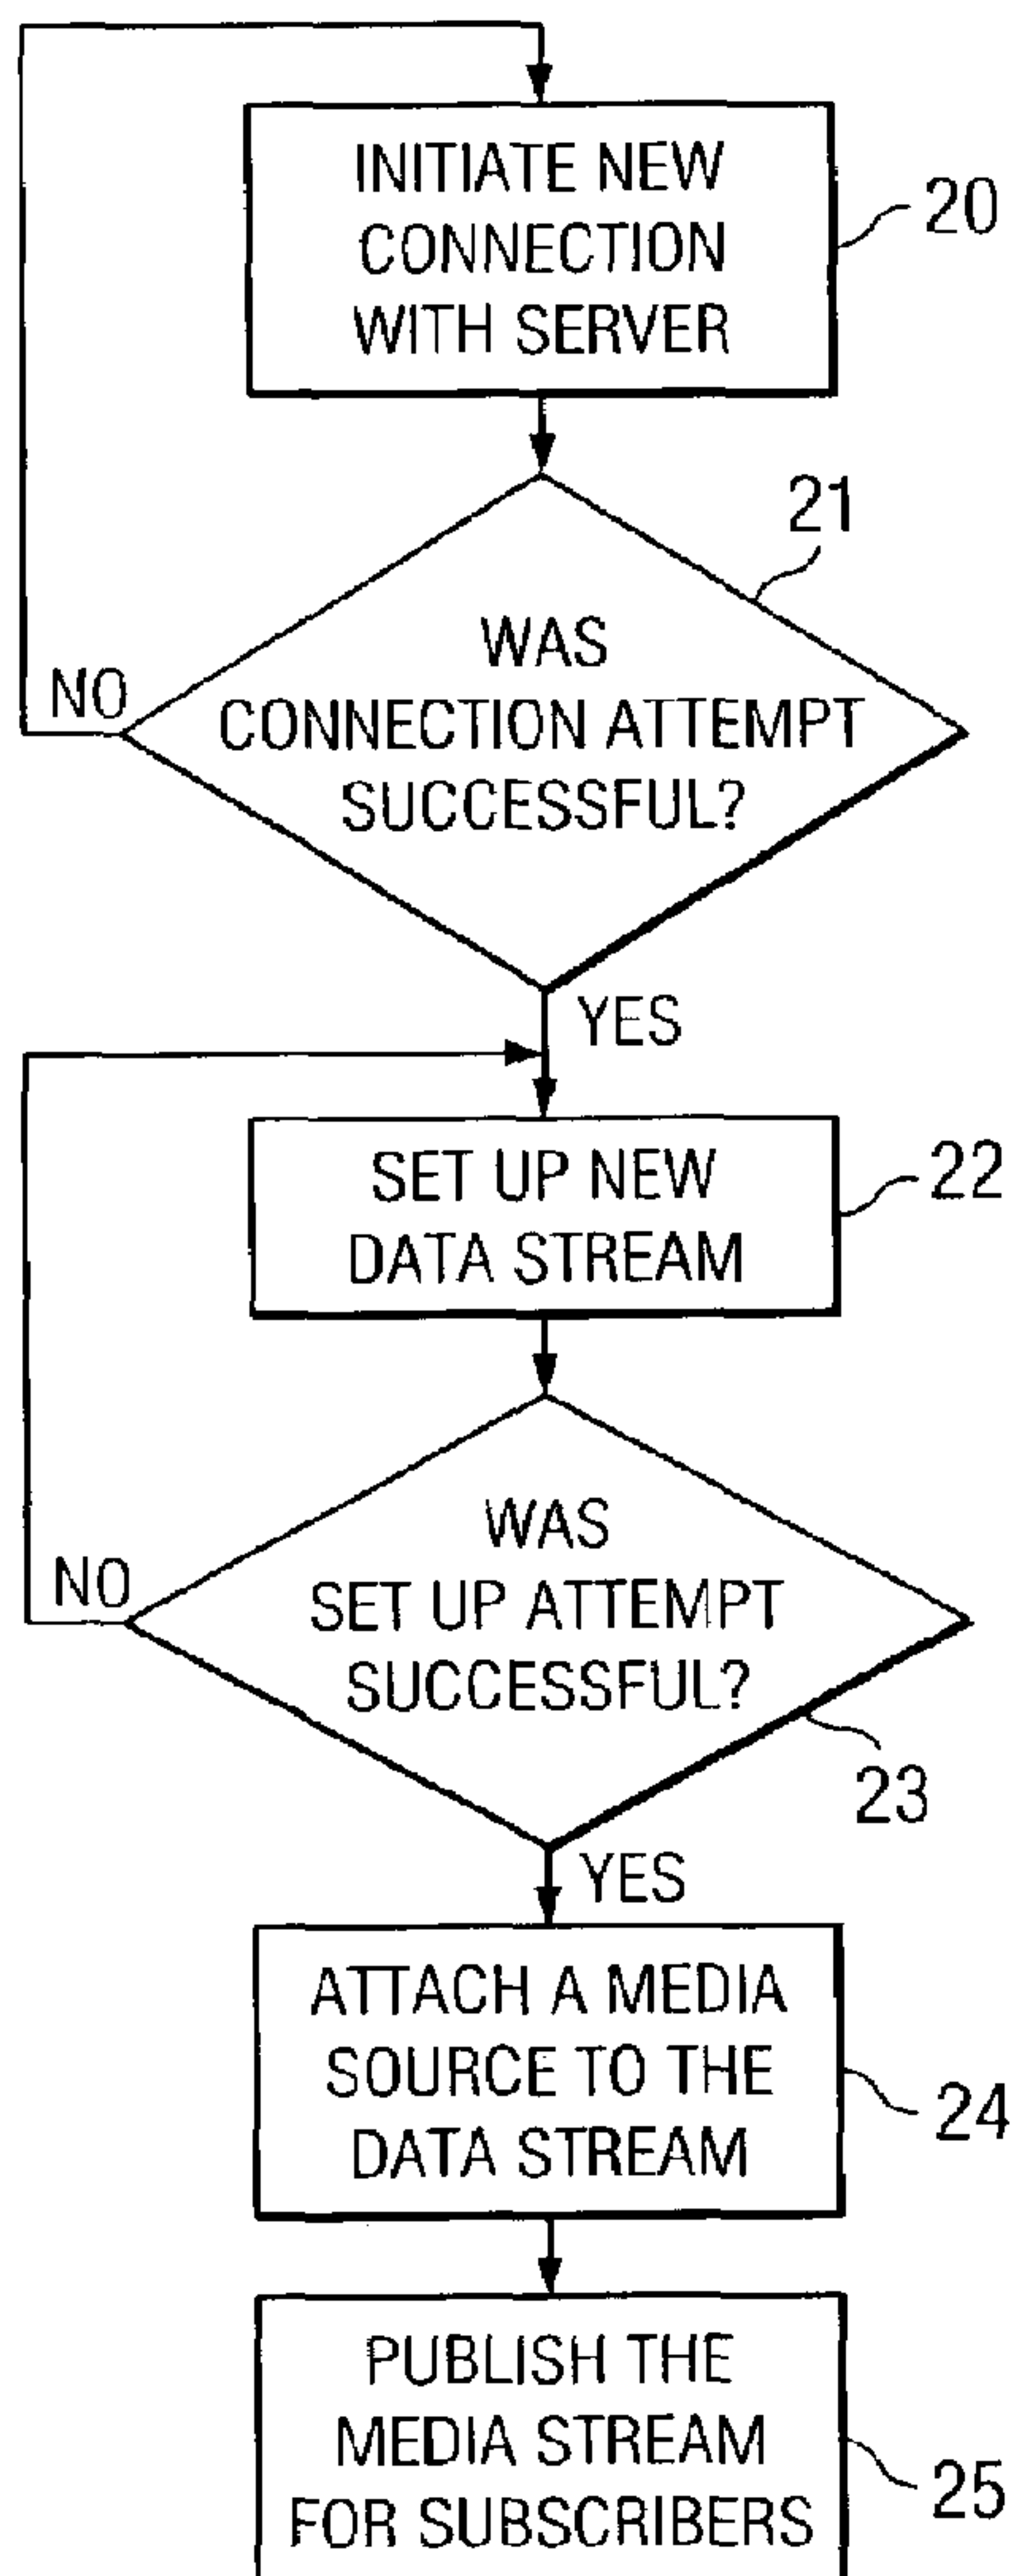 INITIATE NEW
CONNECTION
WITH SERVER
20
21
WAS
CONNECTION ATTEMPT
SUCCESSFUL?
NO
YES
SET UP NEW
DATA STREAM
22
WAS
SET UP ATTEMPT
SUCCESSFUL?
NO
23
YES
ATTACH A MEDIA
SOURCE TO THE
DATA STREAM
24
PUBLISH THE
MEDIA STREAM
FOR SUBSCRIBERS
25